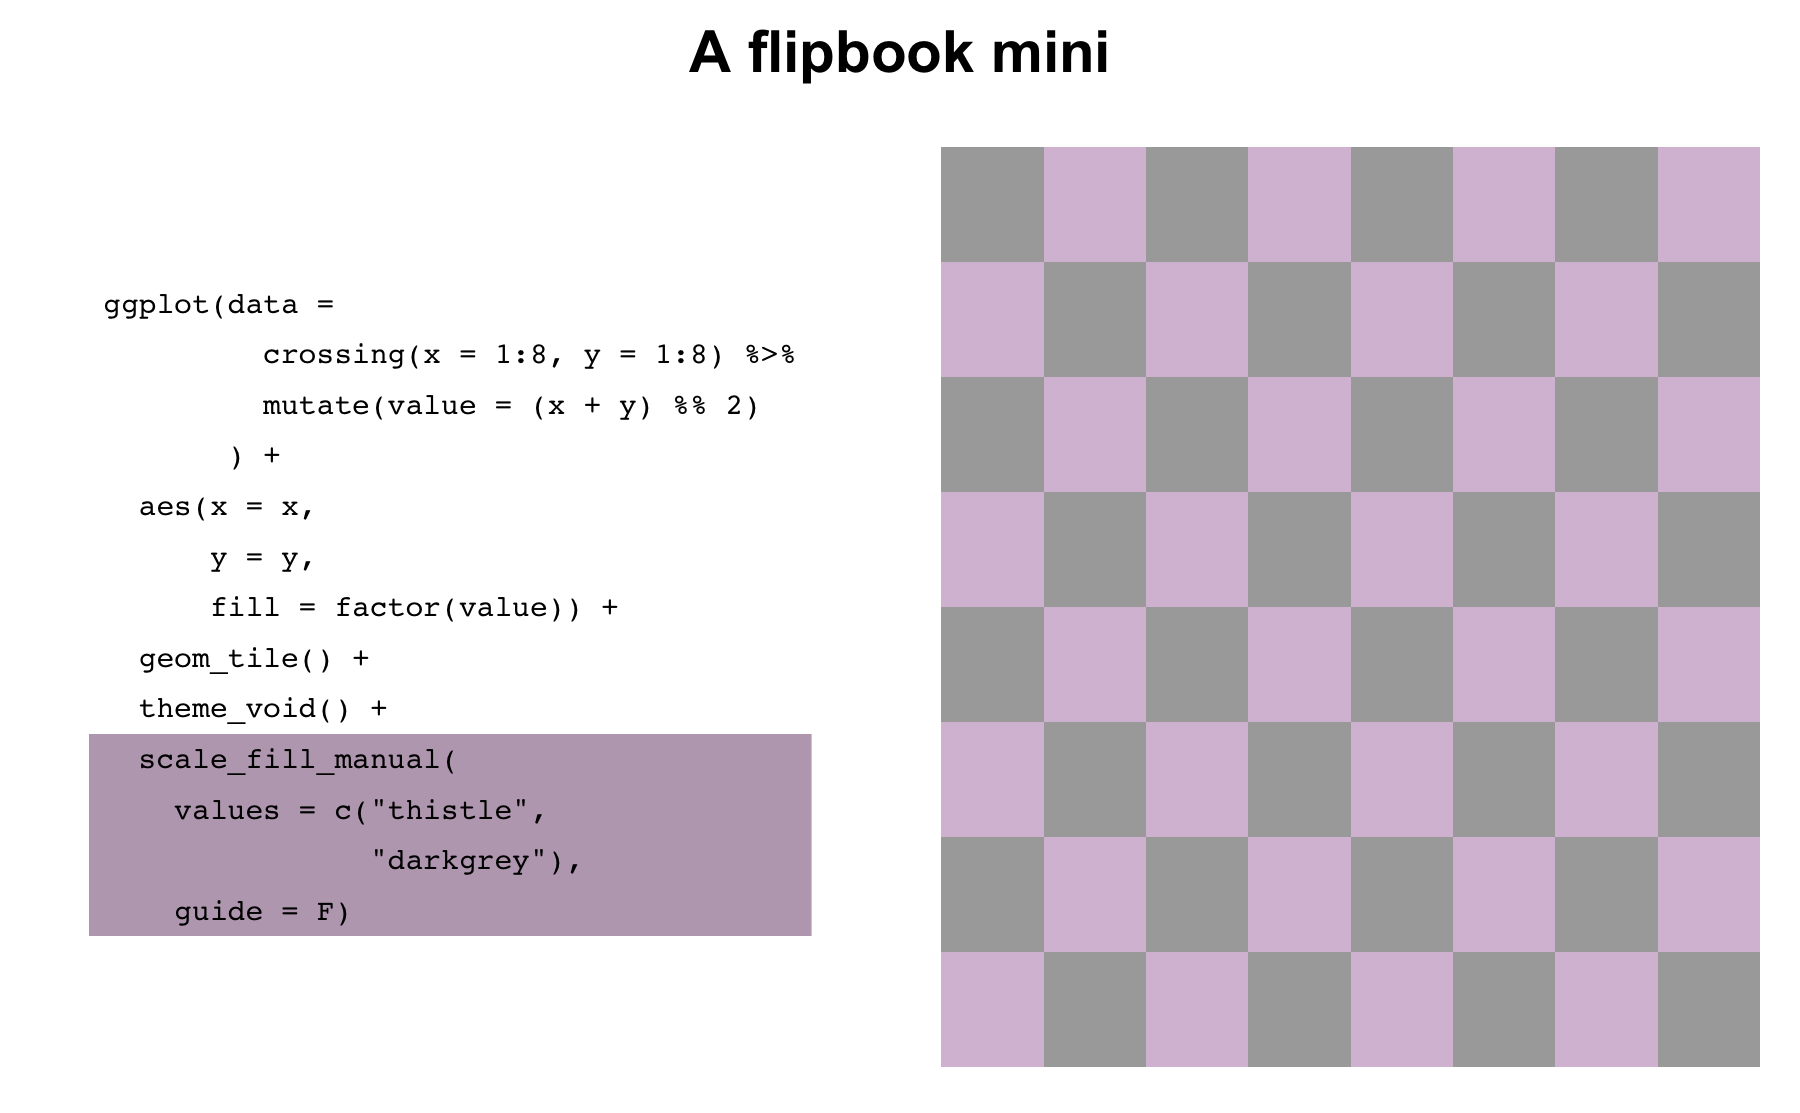 A flipbook mini
ggplot(data =
         crossing(x = 1:8, y = 1:8) %>%
         mutate(value = (x + y) %% 2)
       ) +
  aes(x = x,
      y = y,
      fill = factor(value)) +
  geom_tile() +
  theme_void() +
  scale_fill_manual(
    values = c("thistle",
               "darkgrey"),
    guide = F)